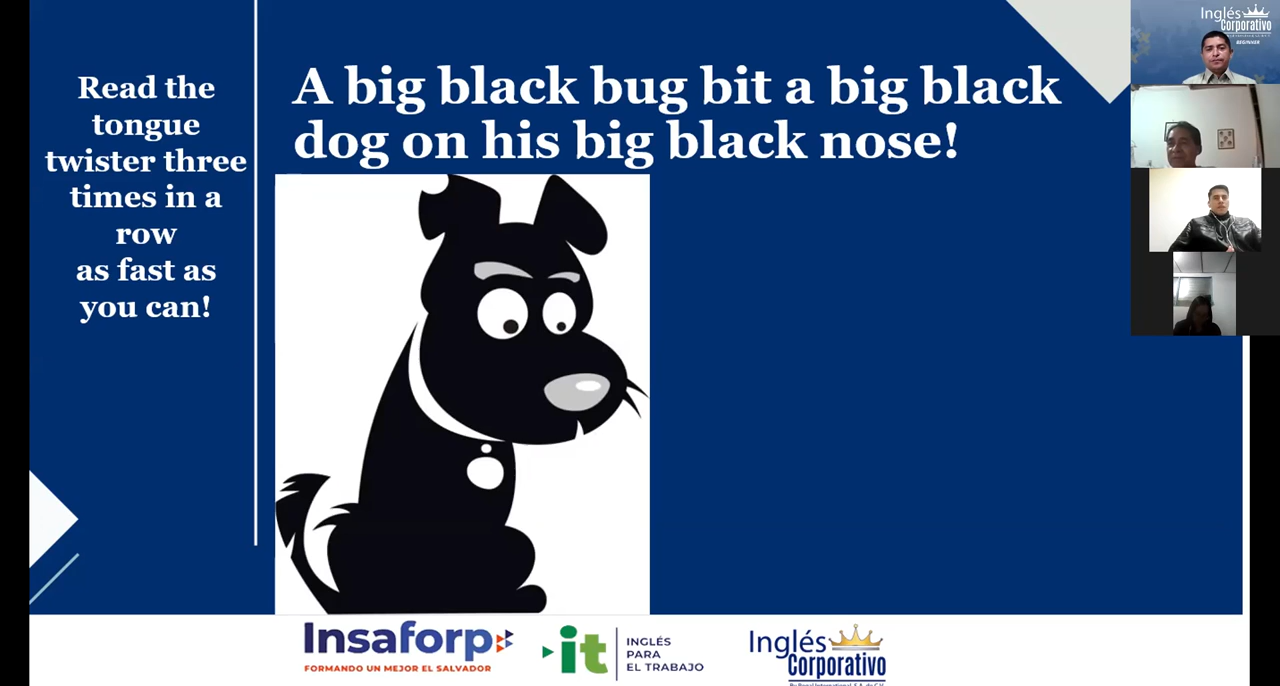 Read the
tongue
twister three
times in a
row
as fast as
you can!
A big black bug bit a big black
dog on his big black nose!
Inglés
Corporativo
BEGINNER
Insaforp
FORMANDO UN MEJOR EL SALVADOR
it
INGLÉS
PARA
EL TRABAJO
Inglés
Corporativo